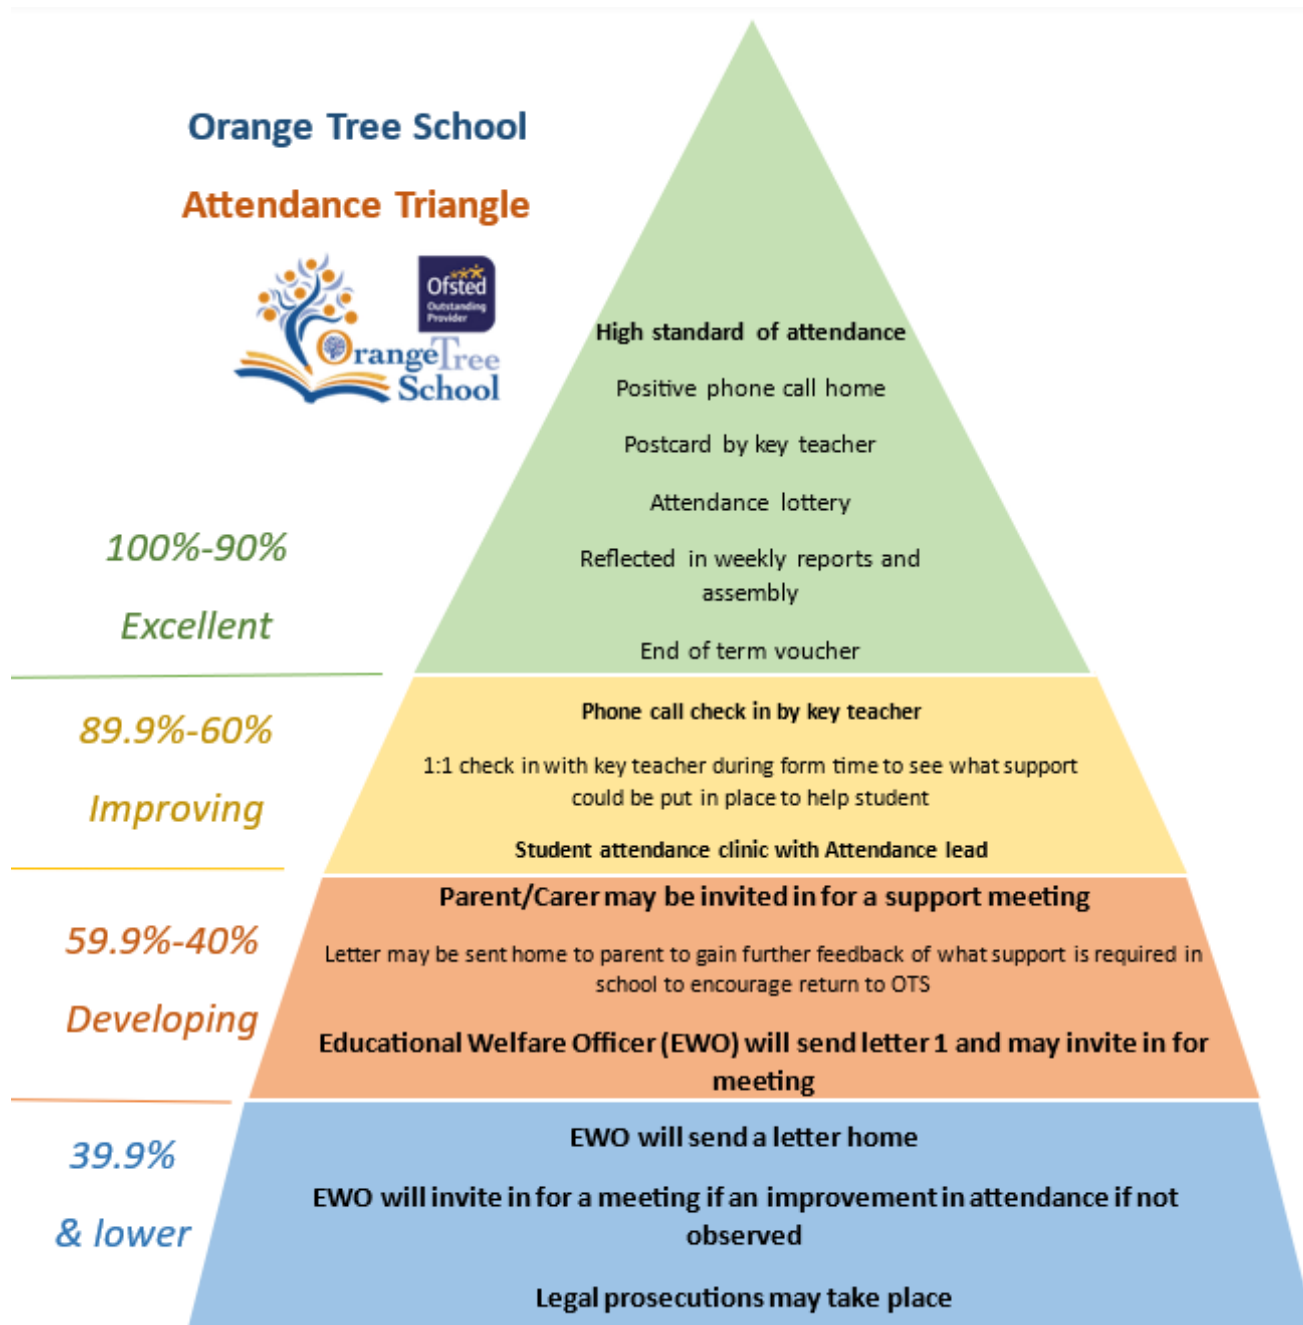 Orange Tree School
Attendance Triangle
Ofsted
Outstanding
Provider
OrangeTree
School
High standard of attendance
Positive phone call home
Postcard by key teacher
Attendance lottery
Reflected in weekly reports and
assembly
End of term voucher
100%-90%
Excellent
Phone call check in by key teacher
1:1 check in with key teacher during form time to see what support
could be put in place to help student
Student attendance clinic with Attendance lead
89.9%-60%
Improving
Parent/Carer may be invited in for a support meeting
Letter may be sent home to parent to gain further feedback of what support is required in
school to encourage return to OTS
Educational Welfare Officer (EWO) will send letter 1 and may invite in for
meeting
59.9%-40%
Developing
EWO will send a letter home
EWO will invite in for a meeting if an improvement in attendance if not
observed
Legal prosecutions may take place
39.9%
& lower